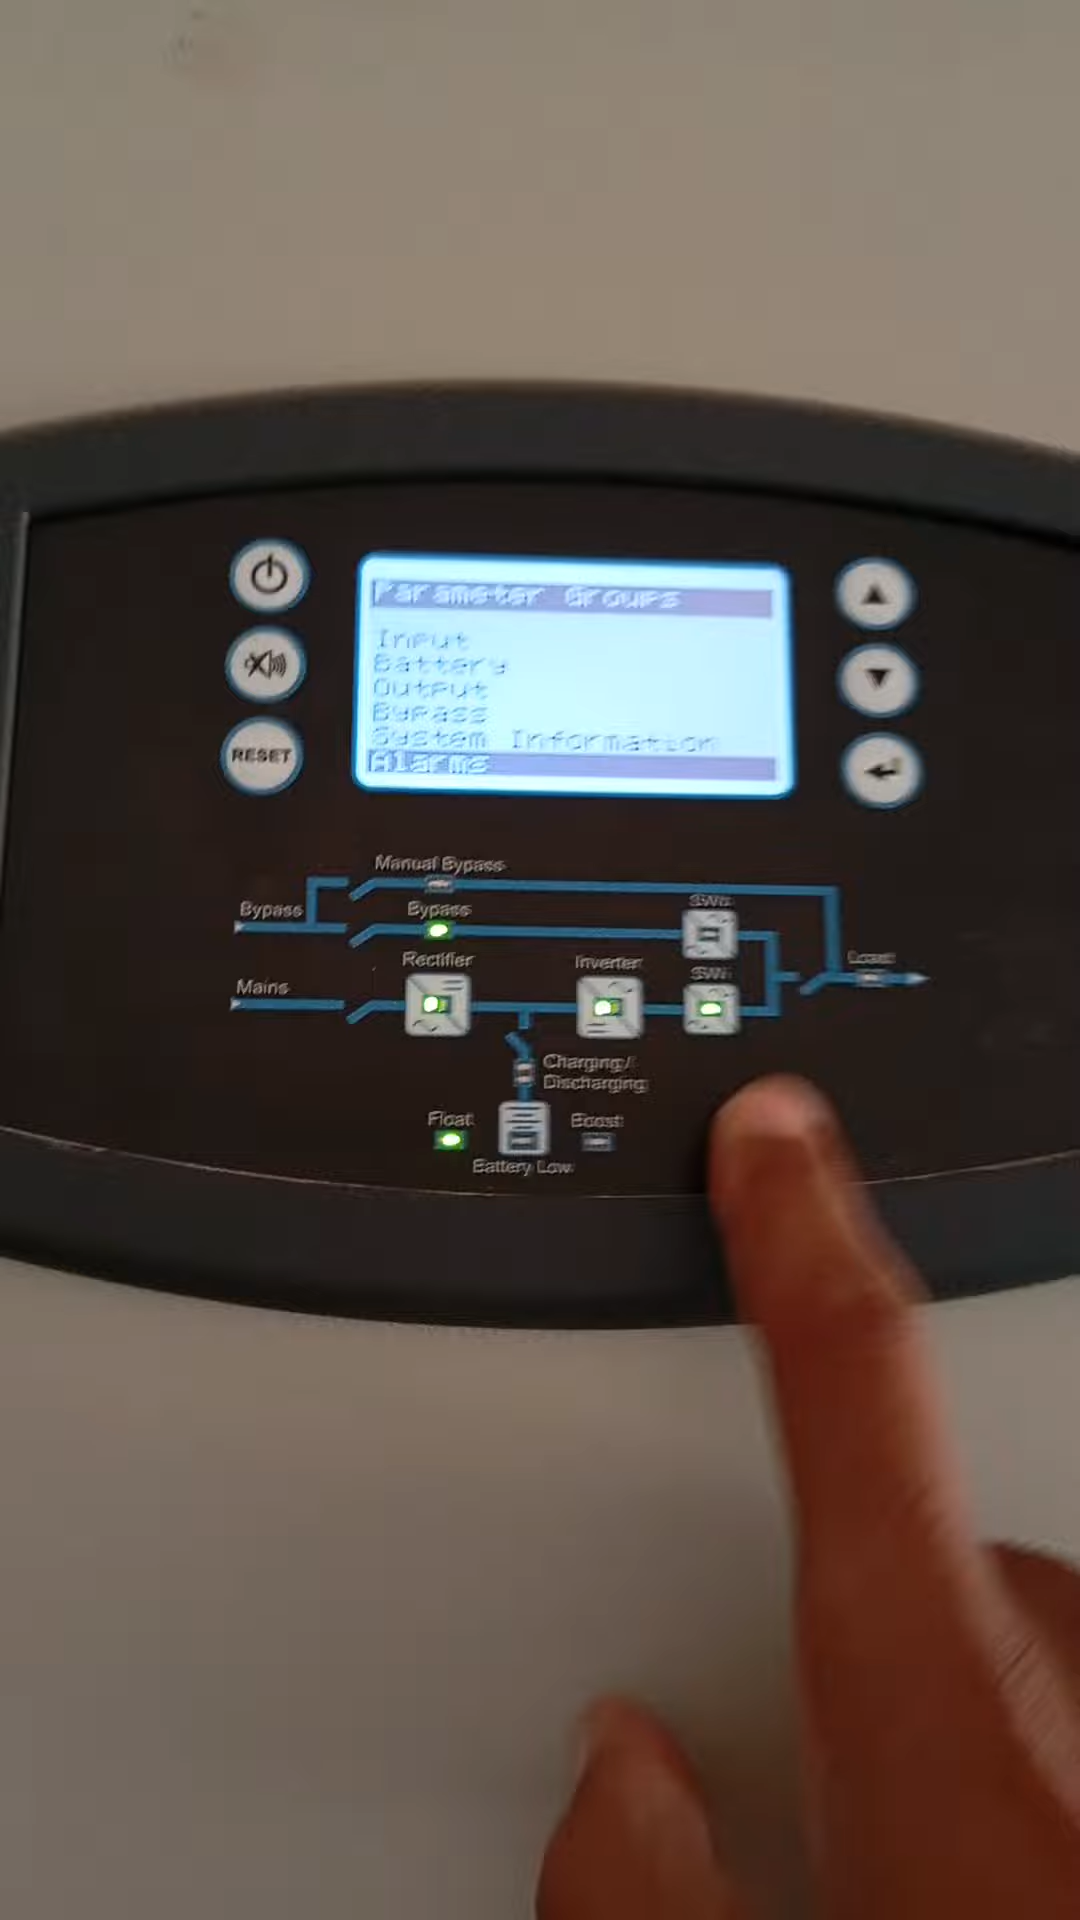 Parameter Groups
Input
Battery
Output
Bypass
System Information
Alarms
RESET
Manual Bypass
Bypass
Bypass
Rectifier
Inverter
Mains
Charging/
Discharging
Float
Boost
Battery Low